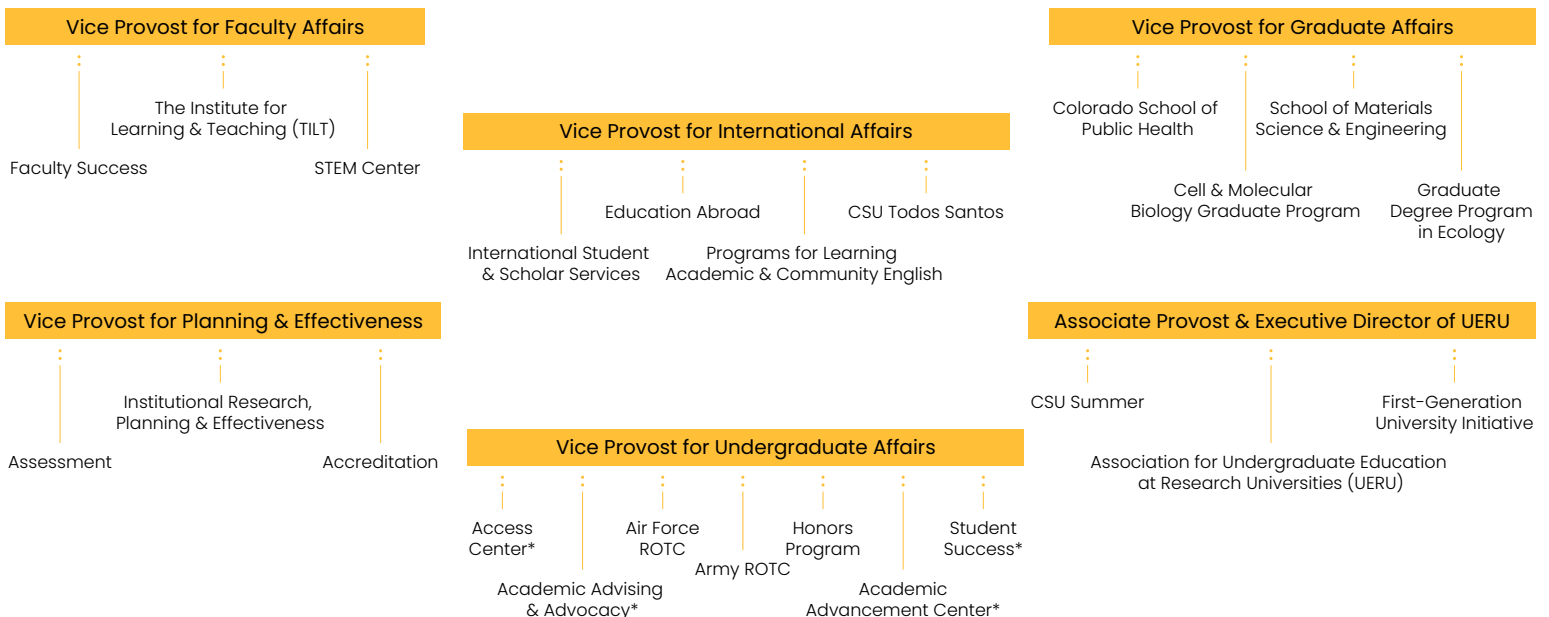 Vice Provost for Faculty Affairs
The Institute for
Learning & Teaching (TILT)
Faculty Success
STEM Center
Vice Provost for International Affairs
Education Abroad
CSU Todos Santos
International Student
& Scholar Services
Programs for Learning
Academic & Community English
Vice Provost for Graduate Affairs
Colorado School of
Public Health
School of Materials
Science & Engineering
Cell & Molecular
Biology Graduate Program
Graduate
Degree Program
in Ecology
Vice Provost for Planning & Effectiveness
Institutional Research,
Planning & Effectiveness
Assessment
Accreditation
Vice Provost for Undergraduate Affairs
Access
Center*
Air Force
ROTC
Honors
Program
Student
Success*
Army ROTC
Academic Advising
& Advocacy*
Academic
Advancement Center*
Associate Provost & Executive Director of UERU
CSU Summer
First-Generation
University Initiative
Association for Undergraduate Education
at Research Universities (UERU)